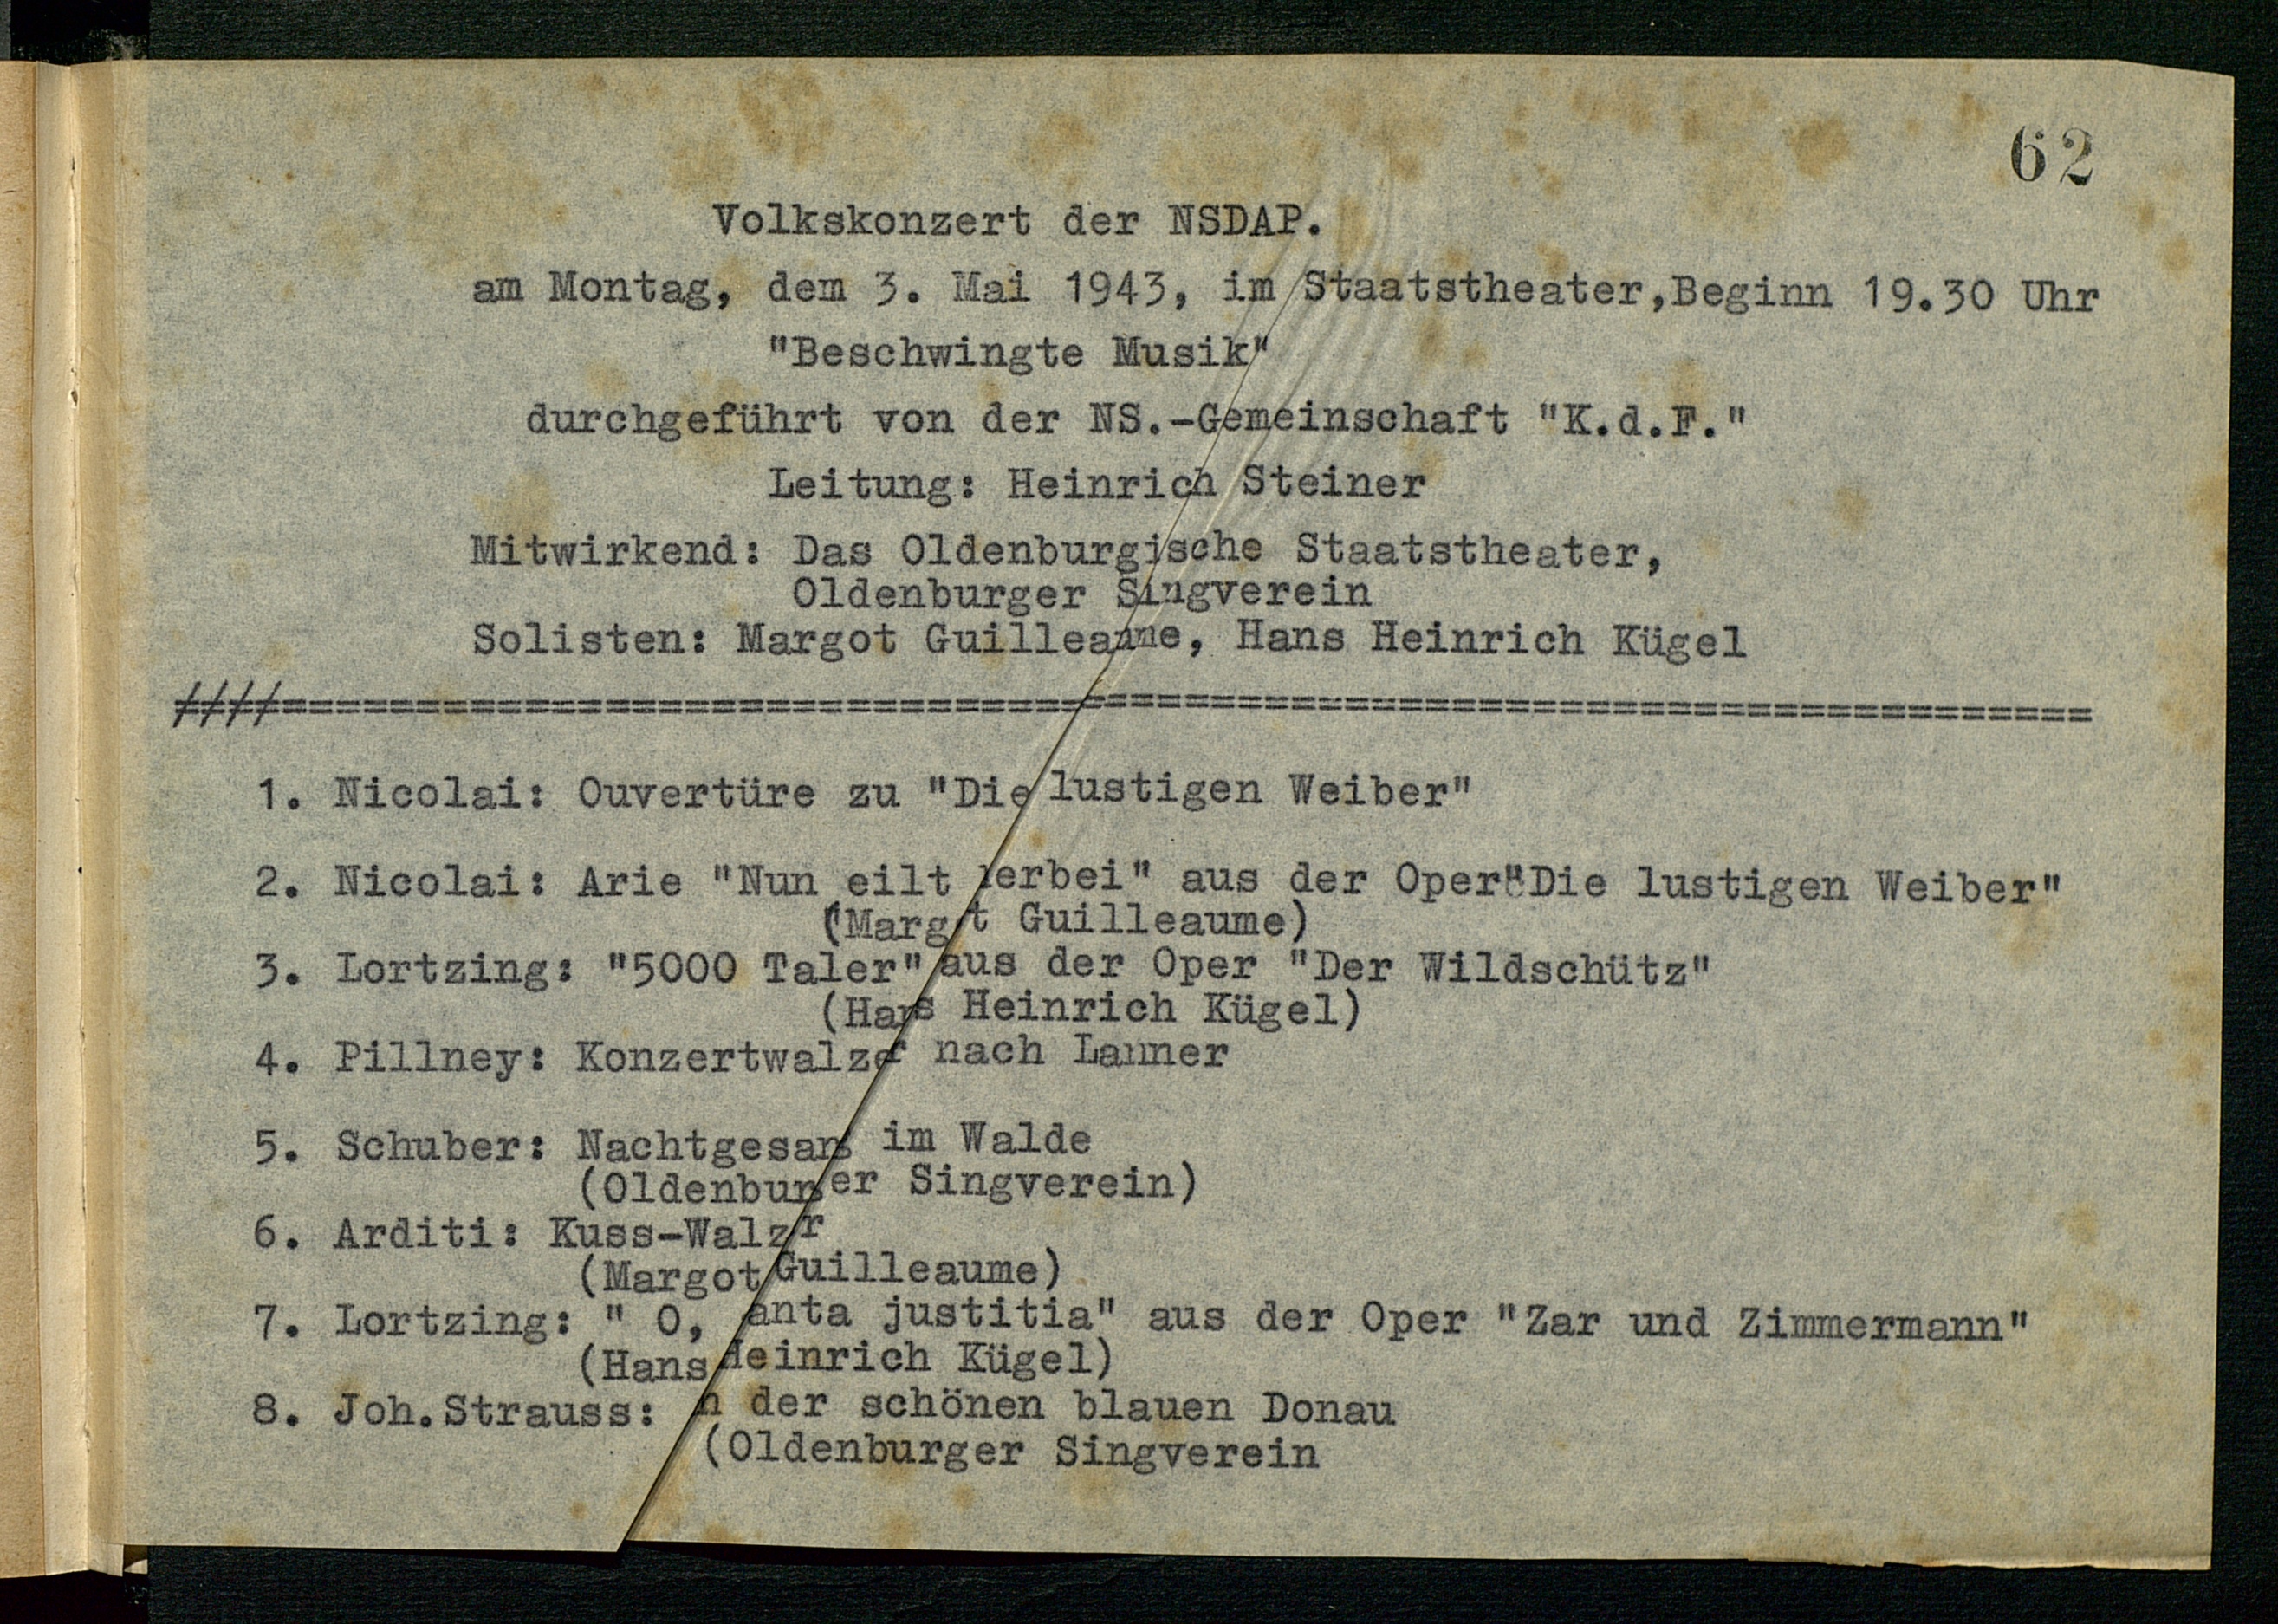 62
Volkskonzert der NSDAP.
am Montag, dem 3. Mai 1943, im Staatstheater,Beginn 19.30 Uhr
"Beschwingte Musik"
durchgeführt von der NS.-Gemeinschaft "K.d.F."
Leitung: Heinrich Steiner
Mitwirkend: Das Oldenburgische Staatstheater,
Oldenburger Singverein
Solisten: Margot Guilleaume, Hans Heinrich Kügel
////===================================================================
1. Nicolai: Ouvertüre zu "Die lustigen Weiber"
2. Nicolai: Arie "Nun eilt herbei" aus der Oper "Die lustigen Weiber"
(Margot Guilleaume)
3. Lortzing: "5000 Taler" aus der Oper "Der Wildschütz"
(Hans Heinrich Kügel)
4. Pillney: Konzertwalzer nach Lanner
5. Schuber: Nachtgesang im Walde
(Oldenburger Singverein)
6. Arditi: Kuss-Walzer
(Margot Guilleaume)
7. Lortzing: " O, anta justitia" aus der Oper "Zar und Zimmermann"
(Hans Heinrich Kügel)
8. Joh.Strauss: n der schönen blauen Donau
(Oldenburger Singverein